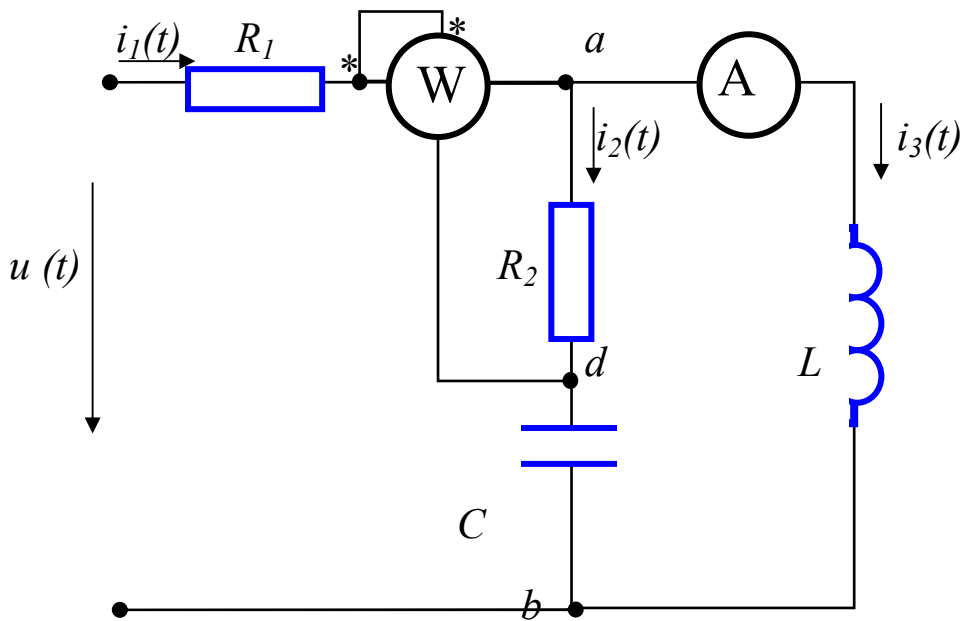 i₁(t) R₁ * * a
W A
i₂(t) i₃(t)
u (t) R₂
d L
C
b